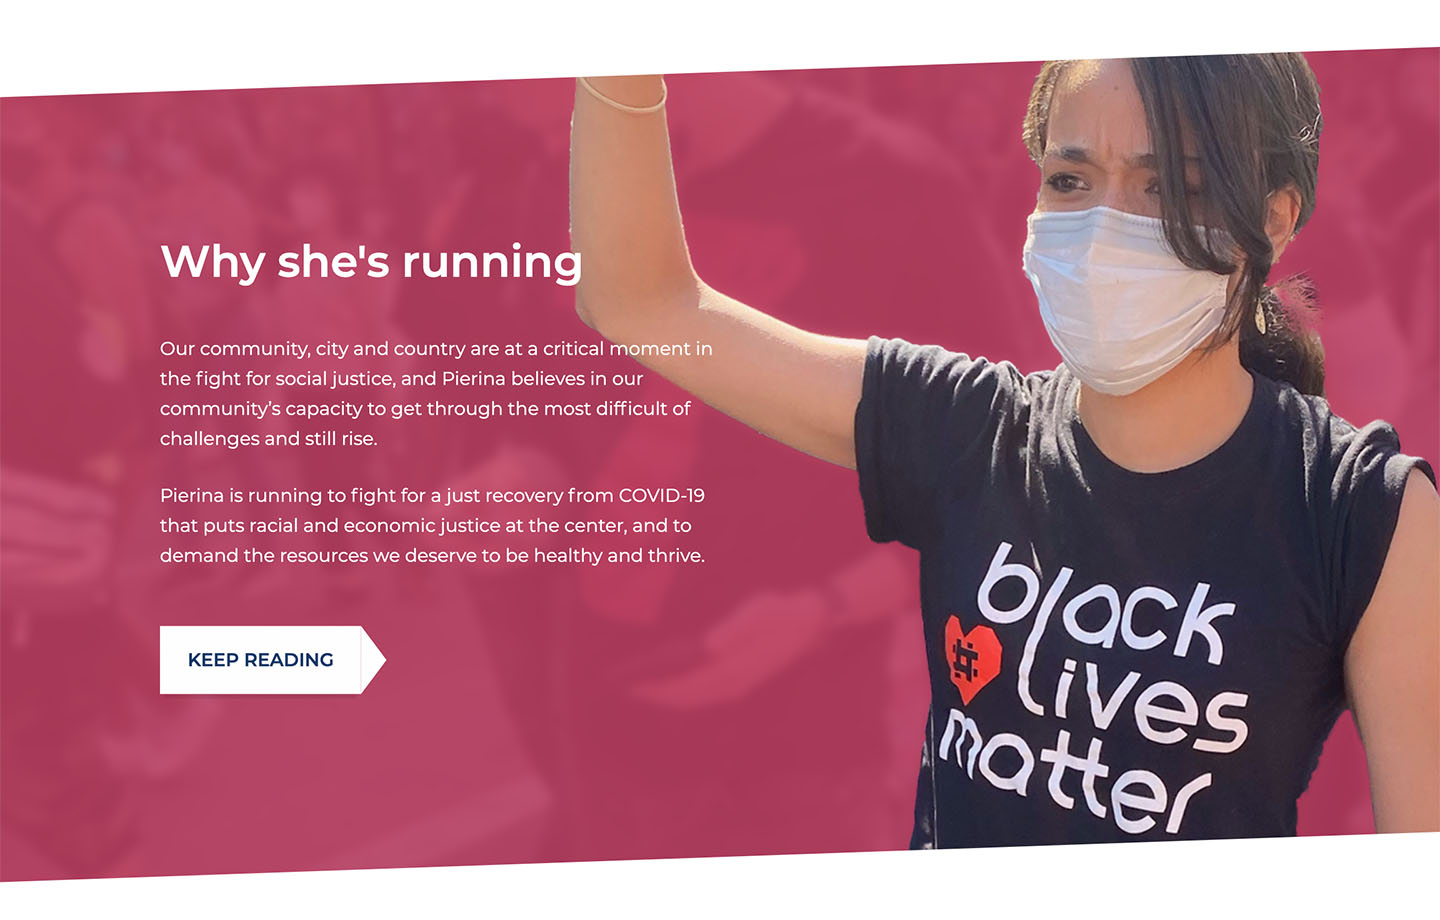 Why she's running
Our community, city and country are at a critical moment in
the fight for social justice, and Pierina believes in our
community’s capacity to get through the most difficult of
challenges and still rise.
Pierina is running to fight for a just recovery from COVID-19
that puts racial and economic justice at the center, and to
demand the resources we deserve to be healthy and thrive.
KEEP READING
black
#
lives
matter